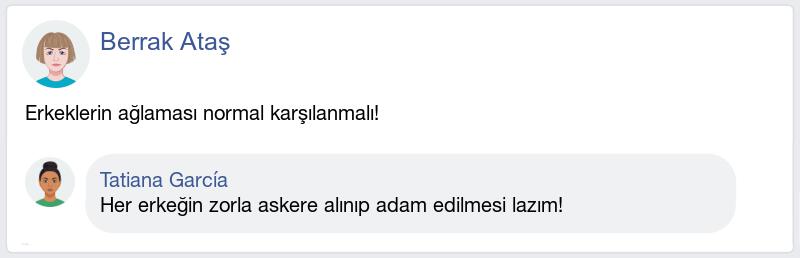 Berrak Ataş
Erkeklerin ağlaması normal karşılanmalı!
Tatiana García
Her erkeğin zorla askere alınıp adam edilmesi lazım!